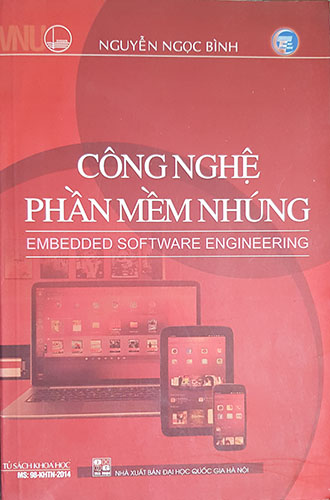 VNU
NGUYỄN NGỌC BÌNH
CÔNG NGHỆ
PHẦN MỀM NHÚNG
EMBEDDED SOFTWARE ENGINEERING
TỦ SÁCH KHOA HỌC
MS: 98-KHTN-2014
NHÀ XUẤT BẢN ĐẠI HỌC QUỐC GIA HÀ NỘI